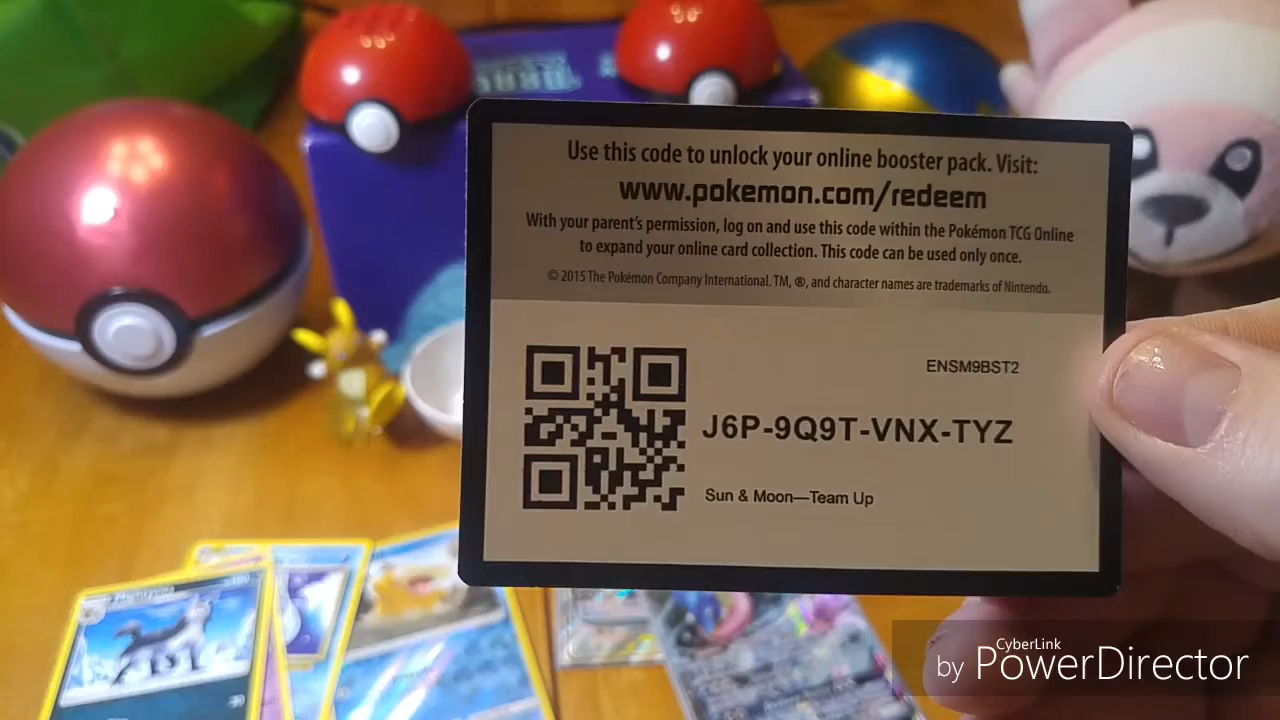 Use this code to unlock your online booster pack. Visit:
www.pokemon.com/redeem
With your parent's permission, log on and use this code within the Pokémon TCG Online
to expand your online card collection. This code can be used only once.
© 2015 The Pokémon Company International. TM, ®, and character names are trademarks of Nintendo.
ENSM9BST2
J6P-9Q9T-VNX-TYZ
Sun & Moon—Team Up
CyberLink
by PowerDirector